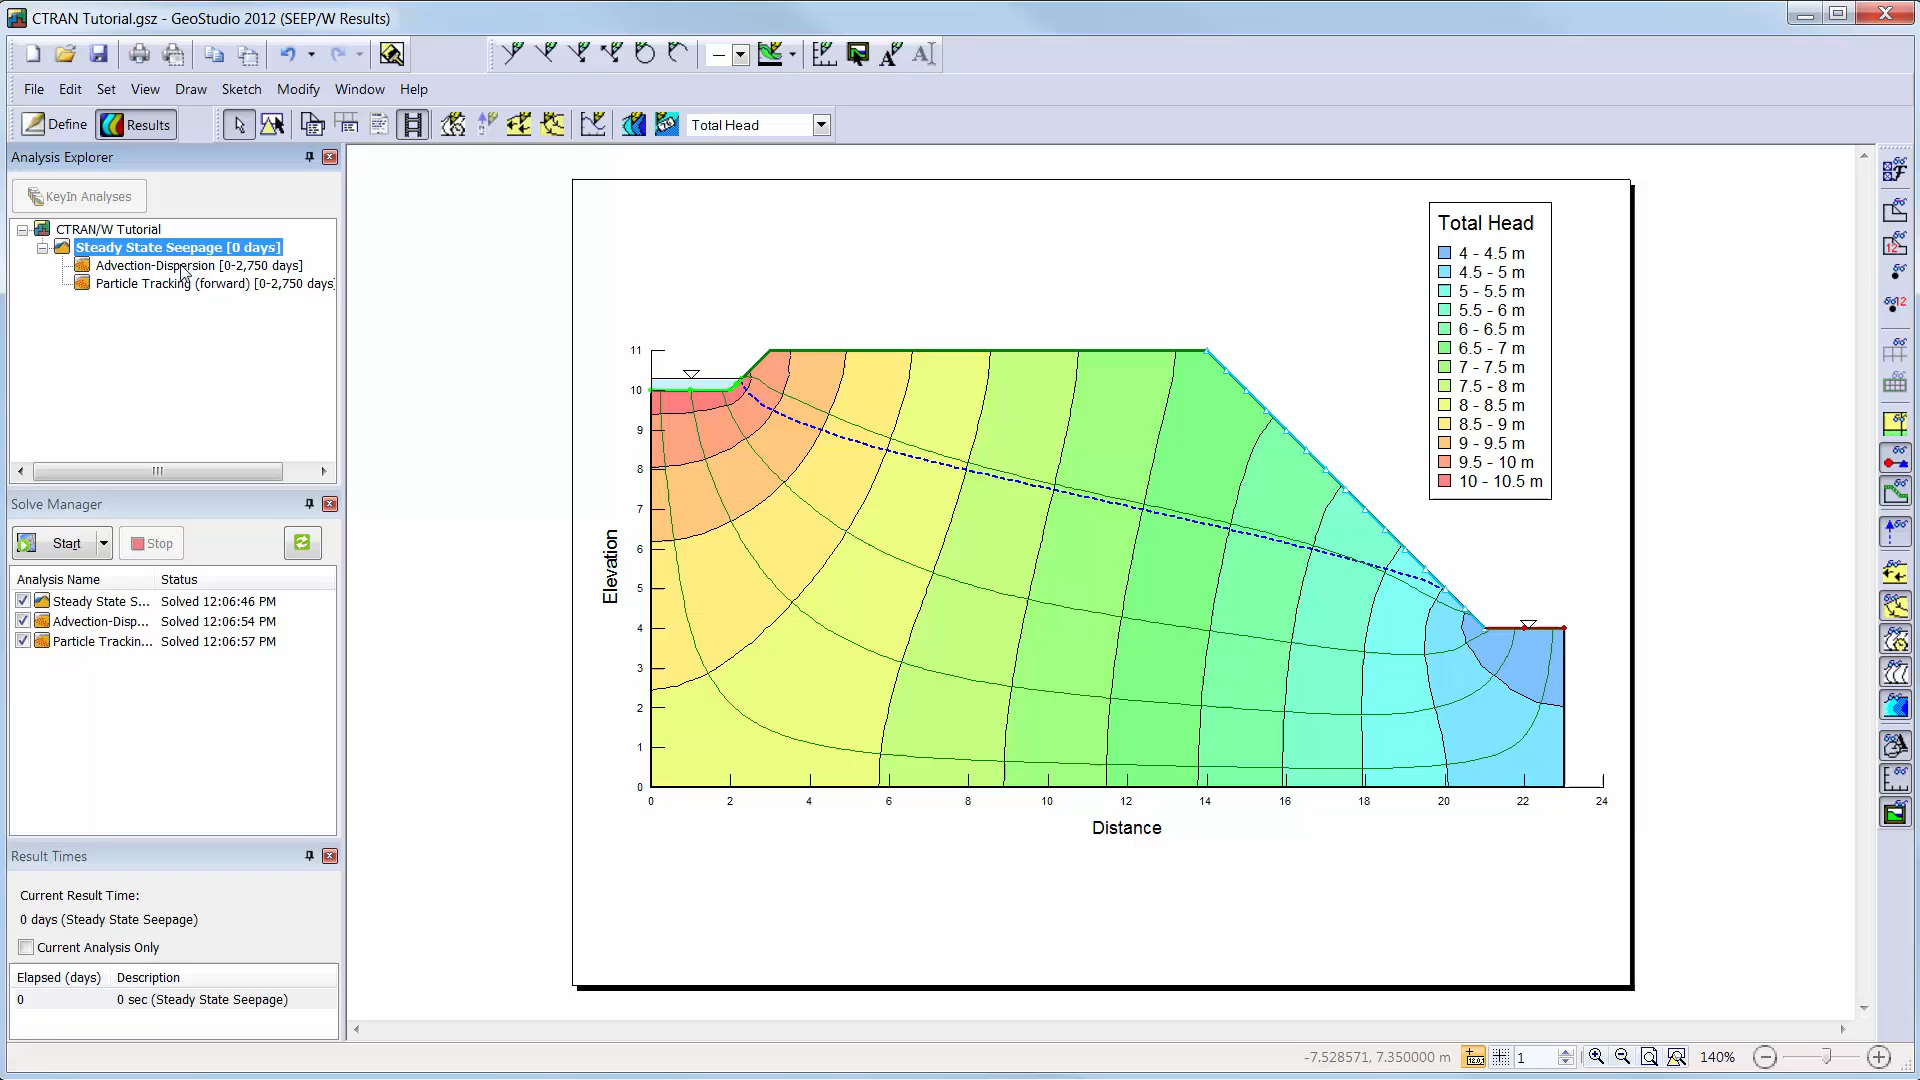 CTRAN Tutorial.gsz - GeoStudio 2012 (SEEP/W Results)
File Edit Set View Draw Sketch Modify Window Help
Define Results Total Head
Analysis Explorer
KeyIn Analyses
CTRAN/W Tutorial
Steady State Seepage [0 days]
Advection-Dispersion [0-2,750 days]
Particle Tracking (forward) [0-2,750 days]
Solve Manager
Start Stop
Analysis Name Status
Steady State S... Solved 12:06:46 PM
Advection-Disp... Solved 12:06:54 PM
Particle Trackin... Solved 12:06:57 PM
Result Times
Current Result Time:
0 days (Steady State Seepage)
Current Analysis Only
Elapsed (days) Description
0 0 sec (Steady State Seepage)
Total Head
4 - 4.5 m
4.5 - 5 m
5 - 5.5 m
5.5 - 6 m
6 - 6.5 m
6.5 - 7 m
7 - 7.5 m
7.5 - 8 m
8 - 8.5 m
8.5 - 9 m
9 - 9.5 m
9.5 - 10 m
10 - 10.5 m
Elevation
11
10
9
8
7
6
5
4
3
2
1
0
0 2 4 6 8 10 12 14 16 18 20 22 24
Distance
12
12
-7.528571, 7.350000 m 1 140%